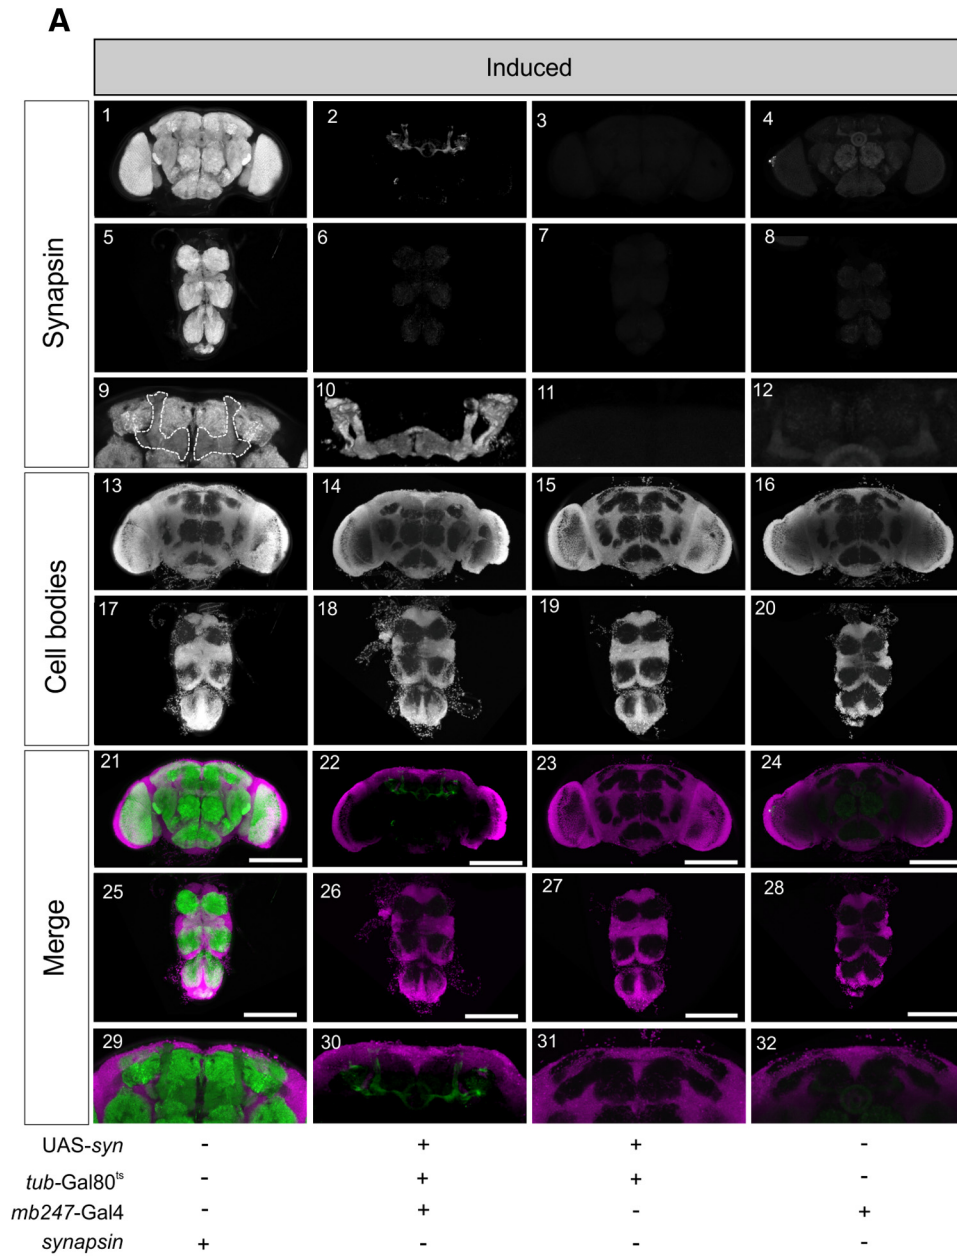 A
Induced
Synapsin
1 2 3 4
5 6 7 8
9 10 11 12
Cell bodies
13 14 15 16
17 18 19 20
Merge
21 22 23 24
25 26 27 28
29 30 31 32
UAS-syn - + + -
tub-Gal80ts - + + -
mb247-Gal4 - + - +
synapsin + - - -